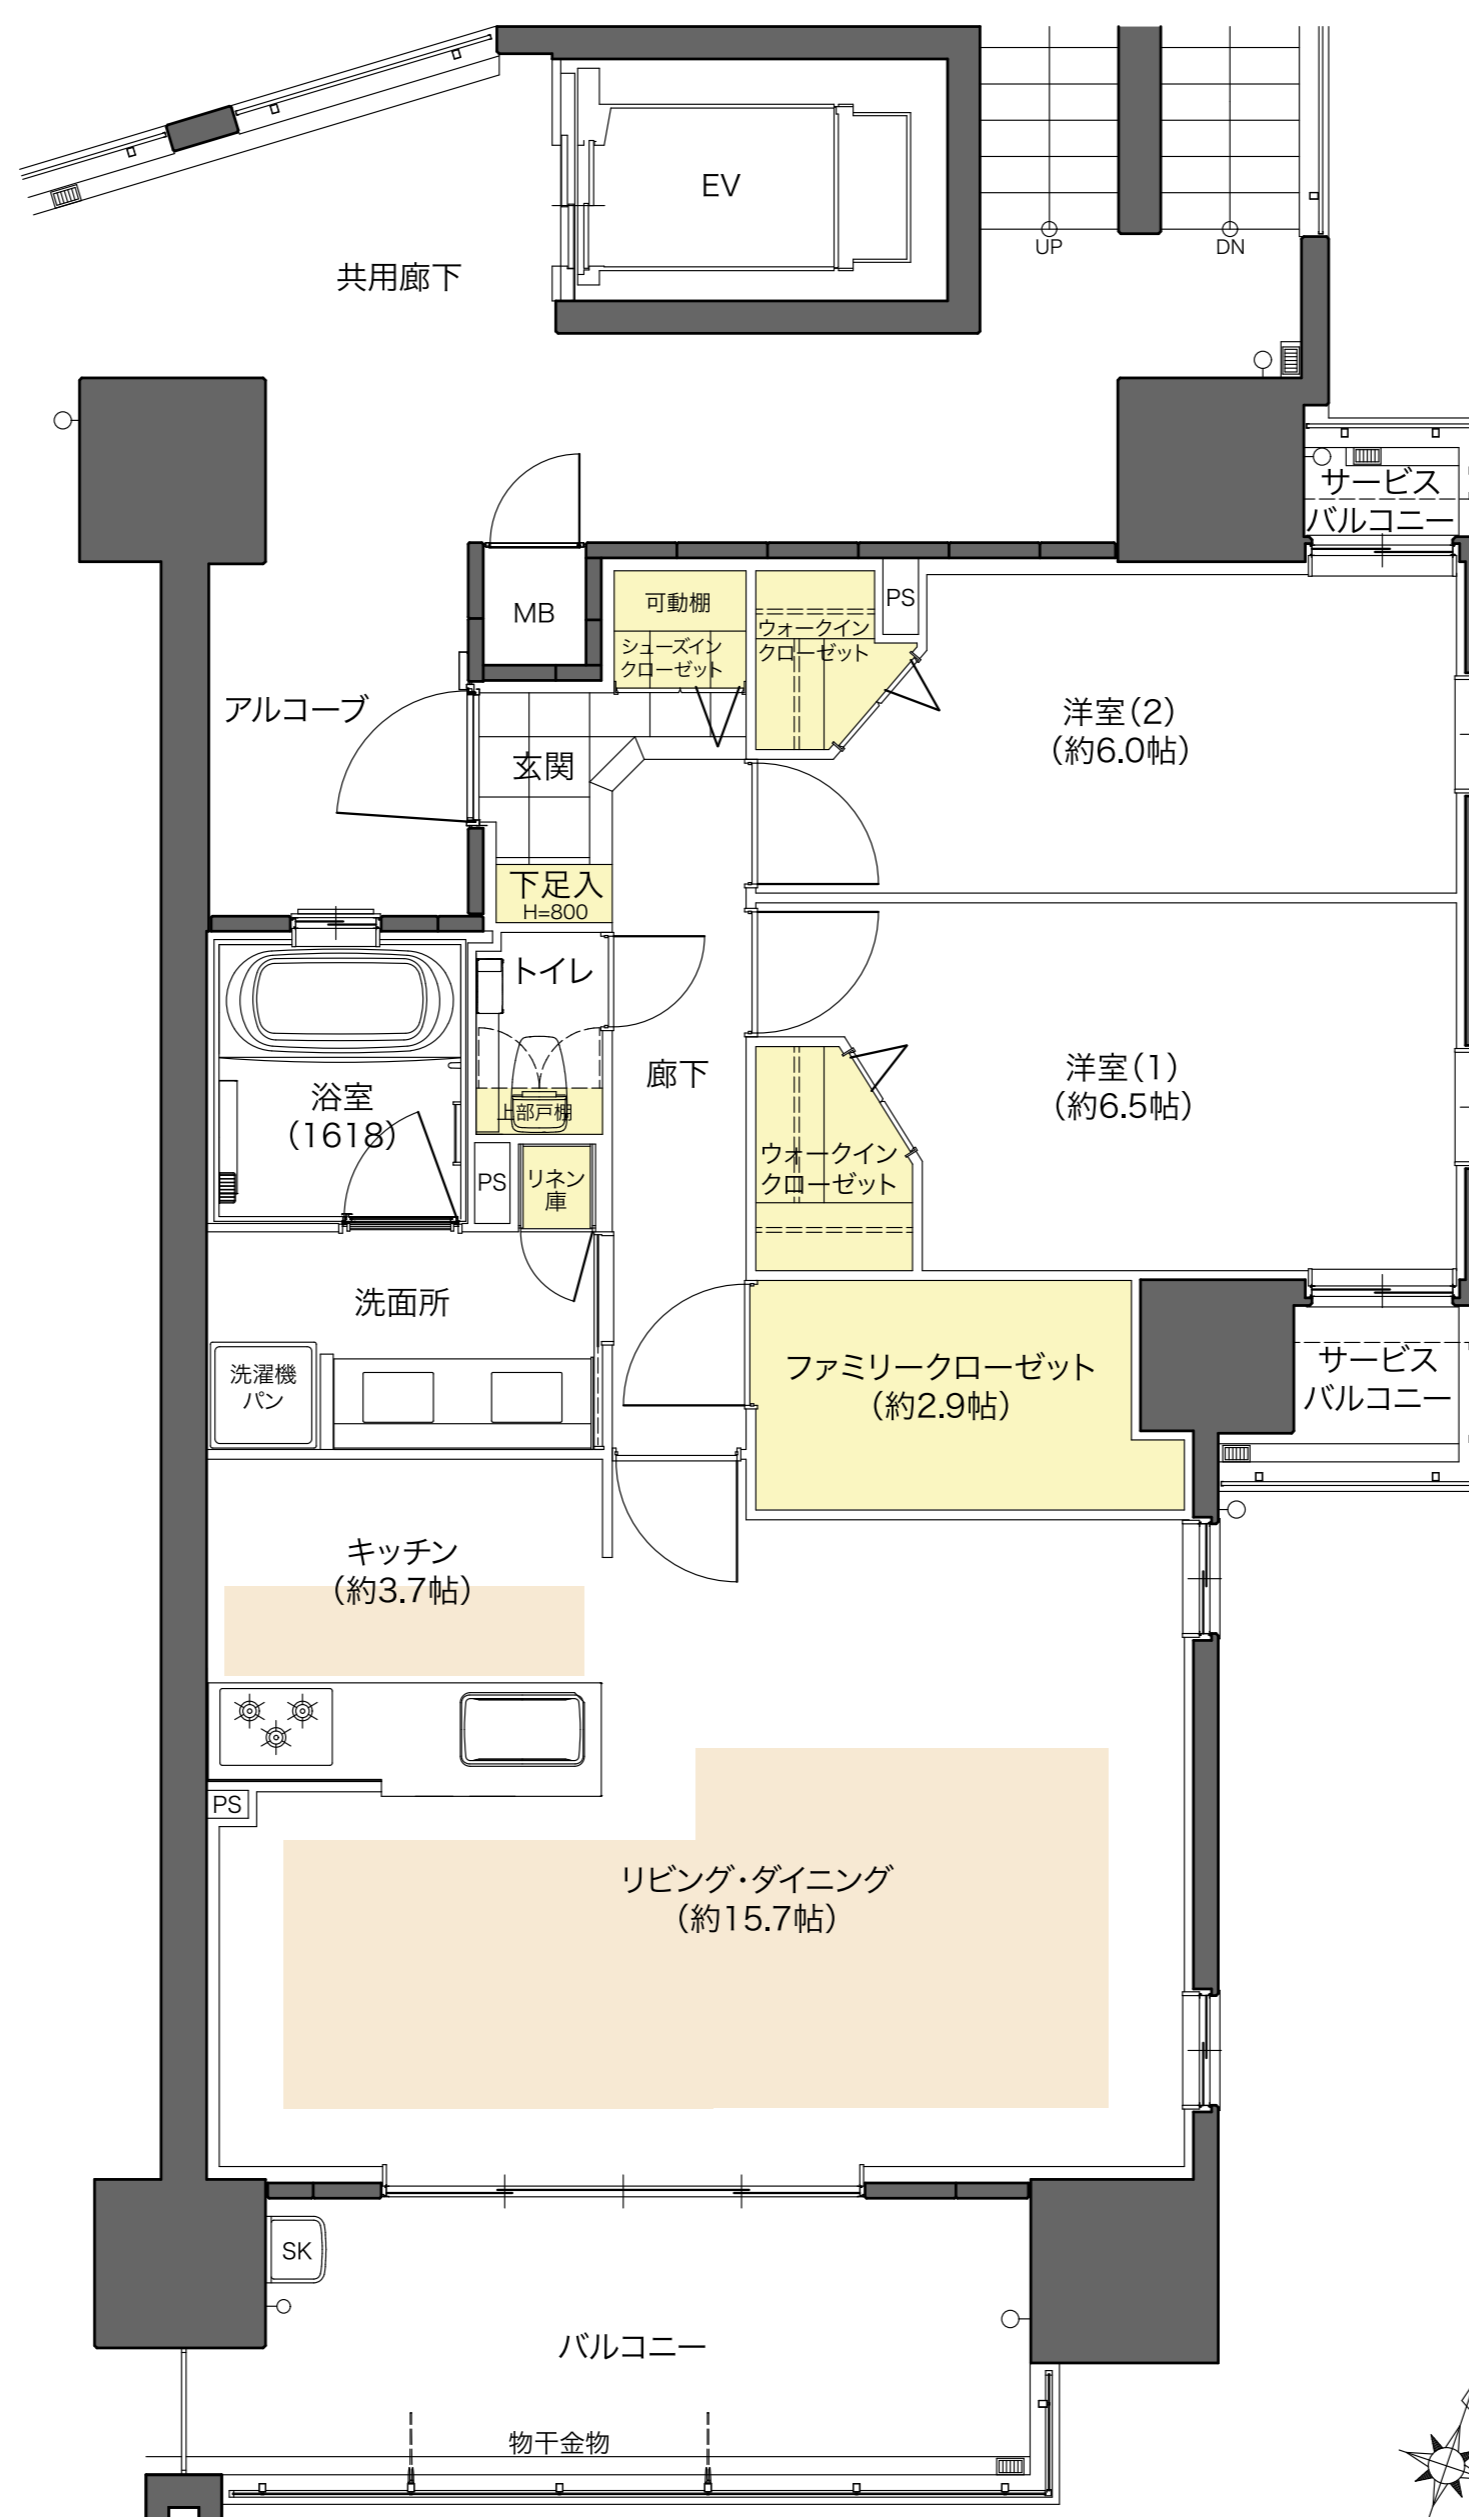 EV
UP
DN
共用廊下
サービス
バルコニー
MB
可動棚
シューズイン
クローゼット
ウォークイン
クローゼット
PS
アルコーブ
洋室（2）
（約6.0帖）
玄関
下足入
H=800
トイレ
廊下
洋室（1）
（約6.5帖）
浴室
（1618）
上部戸棚
PS
リネン
庫
ウォークイン
クローゼット
洗面所
洗濯機
パン
ファミリークローゼット
（約2.9帖）
サービス
バルコニー
キッチン
（約3.7帖）
PS
リビング・ダイニング
（約15.7帖）
SK
バルコニー
物干金物